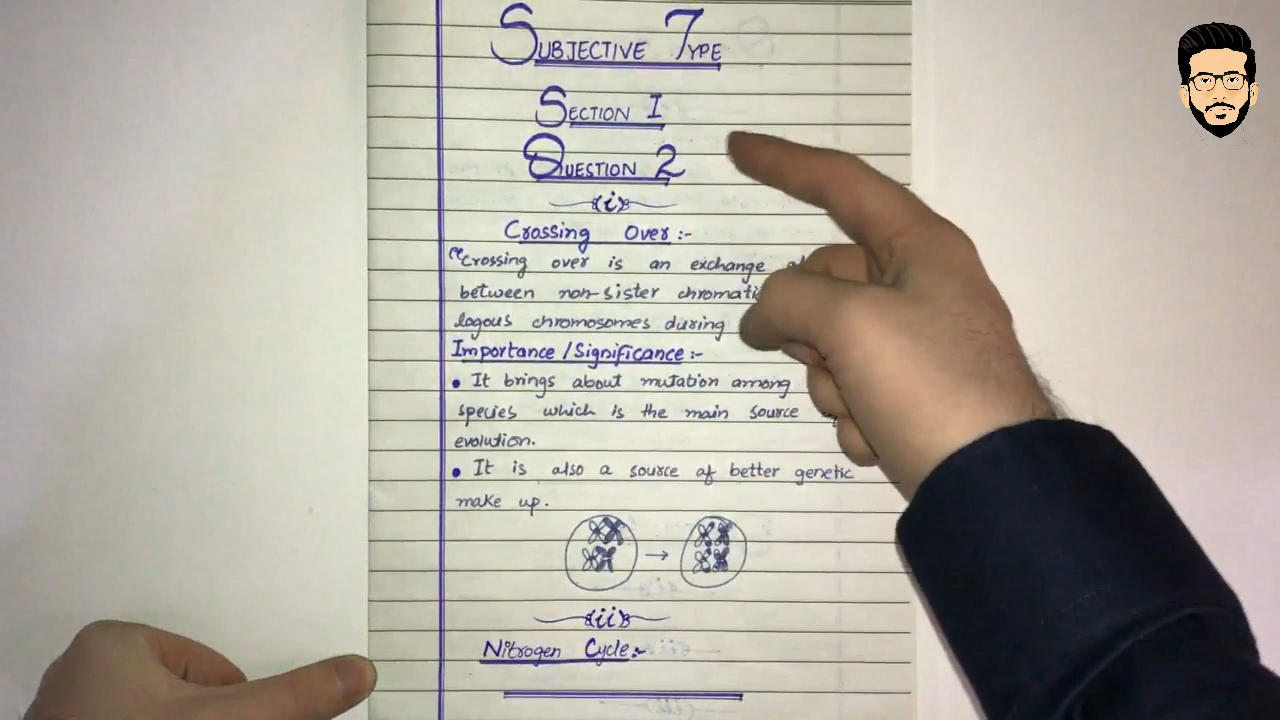 SUBJECTIVE TYPE
SECTION I
QUESTION 2
(i)
Crossing Over :-
"Crossing over is an exchange
between non-sister
logous chromosomes during
Importance / Significance :-
• It brings about mutation among
species which is the main source
evolution.
• It is also a source of better genetic
make up.
(ii)
Nitrogen Cycle :-